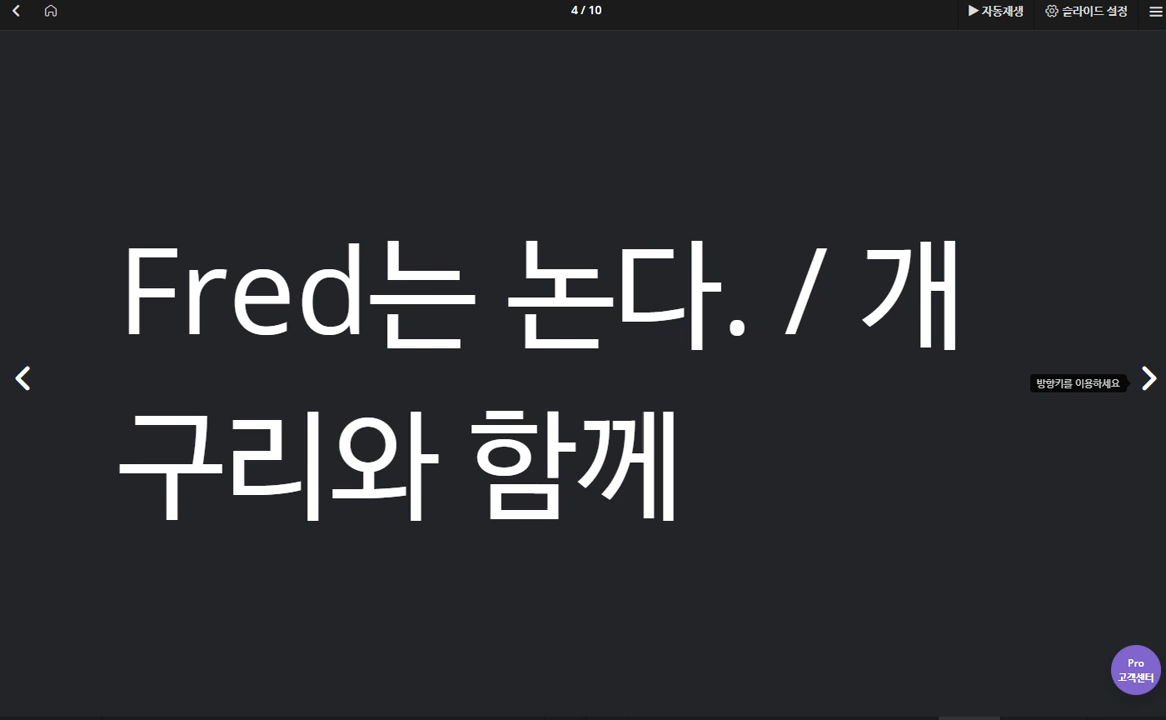 4 / 10
▶ 자동재생
슬라이드 설정
Fred는 논다. / 개
구리와 함께
방향키를 이용하세요
Pro
고객센터